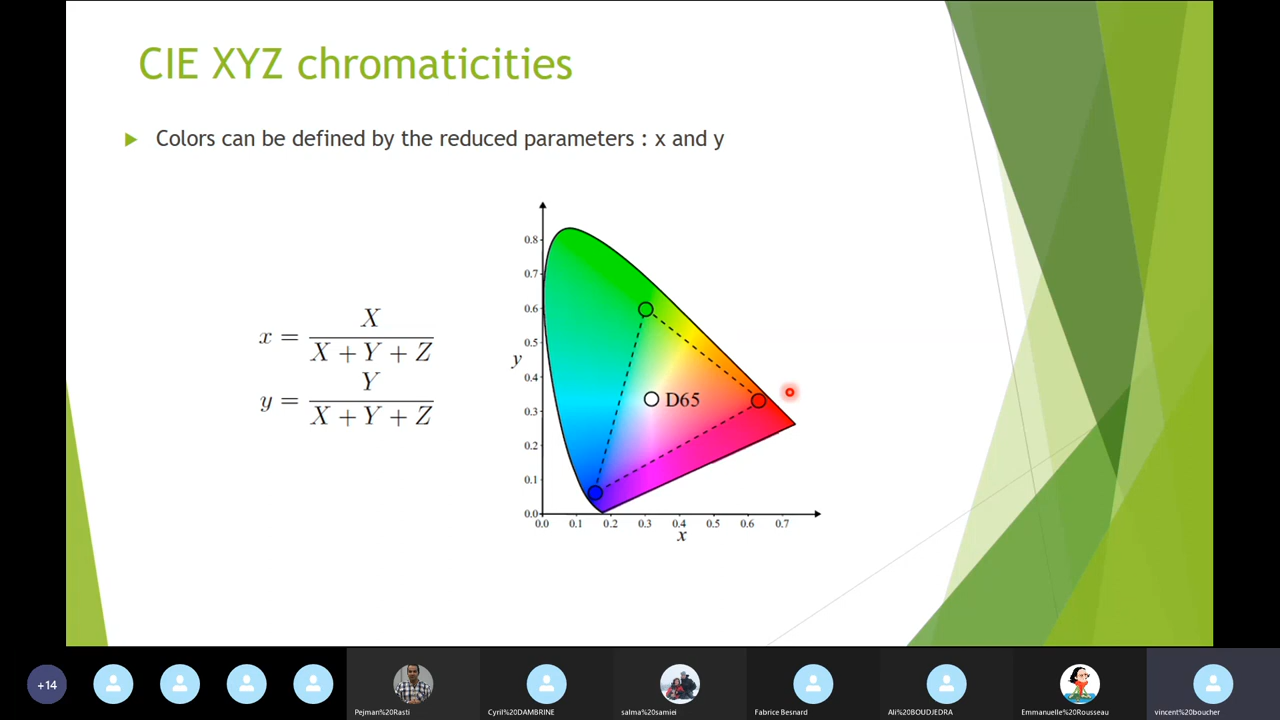 CIE XYZ chromaticities
Colors can be defined by the reduced parameters : x and y
x = X / X + Y + Z
y = Y / X + Y + Z
0.8
0.7
0.6
0.5
y
0.4
D65
0.3
0.2
0.1
0.0
0.0 0.1 0.2 0.3 0.4 0.5 0.6 0.7
x
+14
Pejman%20Rasti
Cyril%20DAMBRINE
salma%20samiei
Fabrice Besnard
Ali%20BOUDJEDRA
Emmanuelle%20Rousseau
vincent%20boucher